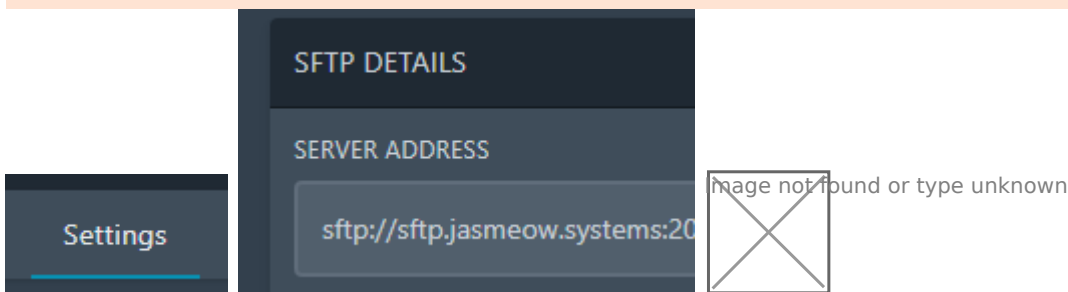 SFTP DETAILS
SERVER ADDRESS
Settings
sftp://sftp.jasmeow.systems:20
Image not found or type unknown